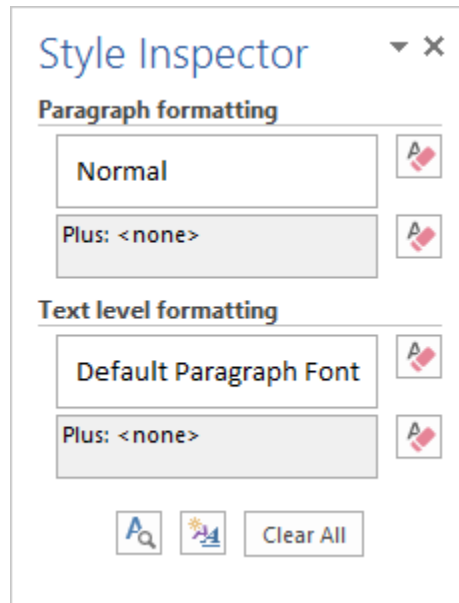 Style Inspector
Paragraph formatting
Normal
Plus: <none>
Text level formatting
Default Paragraph Font
Plus: <none>
Clear All